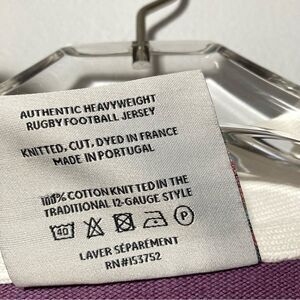 AUTHENTIC HEAVYWEIGHT
RUGBY FOOTBALL JERSEY
KNITTED, CUT, DYED IN FRANCE
MADE IN PORTUGAL
100% COTTON KNITTED IN THE
TRADITIONAL 12-GAUGE STYLE
40 P
LAVER SÉPARÉMENT
RN#153752